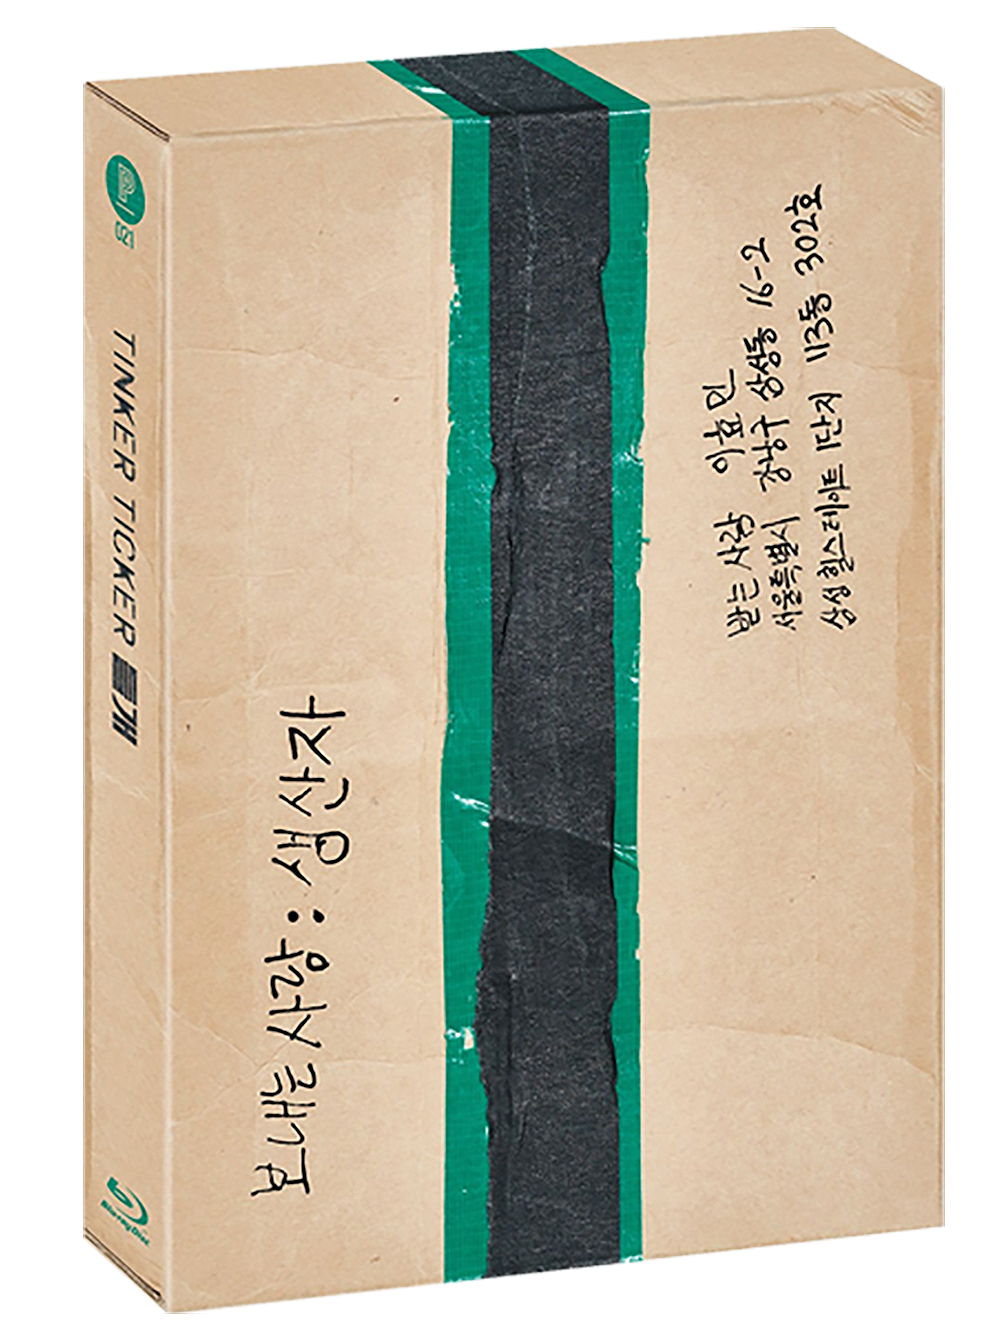 021
TINKER TICKER 들개
Blu-ray Disc
보내는 사람 : 생산자
받는 사람 이효민
서울특별시 강남구 삼성동 16-2
삼성힐스테이트 1단지 113동 302호